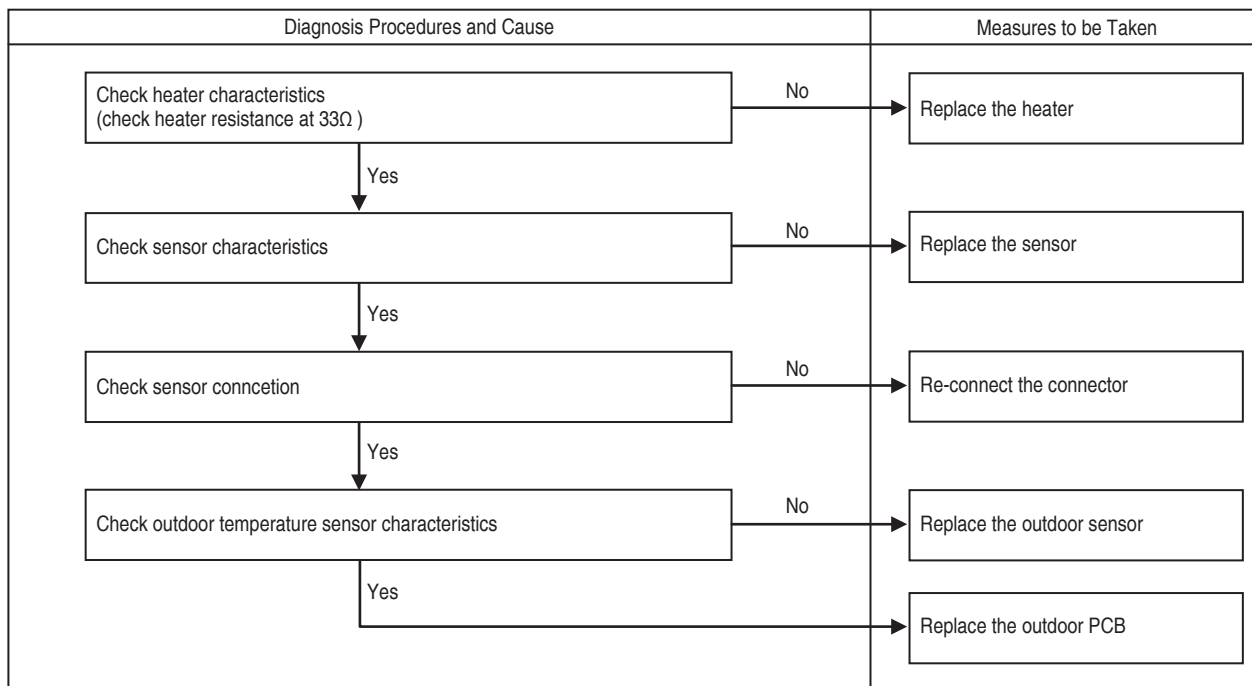 Diagnosis Procedures and Cause
Measures to be Taken
Check heater characteristics
(check heater resistance at 33Ω )
No
Replace the heater
Yes
Check sensor characteristics
No
Replace the sensor
Yes
Check sensor conncetion
No
Re-connect the connector
Yes
Check outdoor temperature sensor characteristics
No
Replace the outdoor sensor
Yes
Replace the outdoor PCB